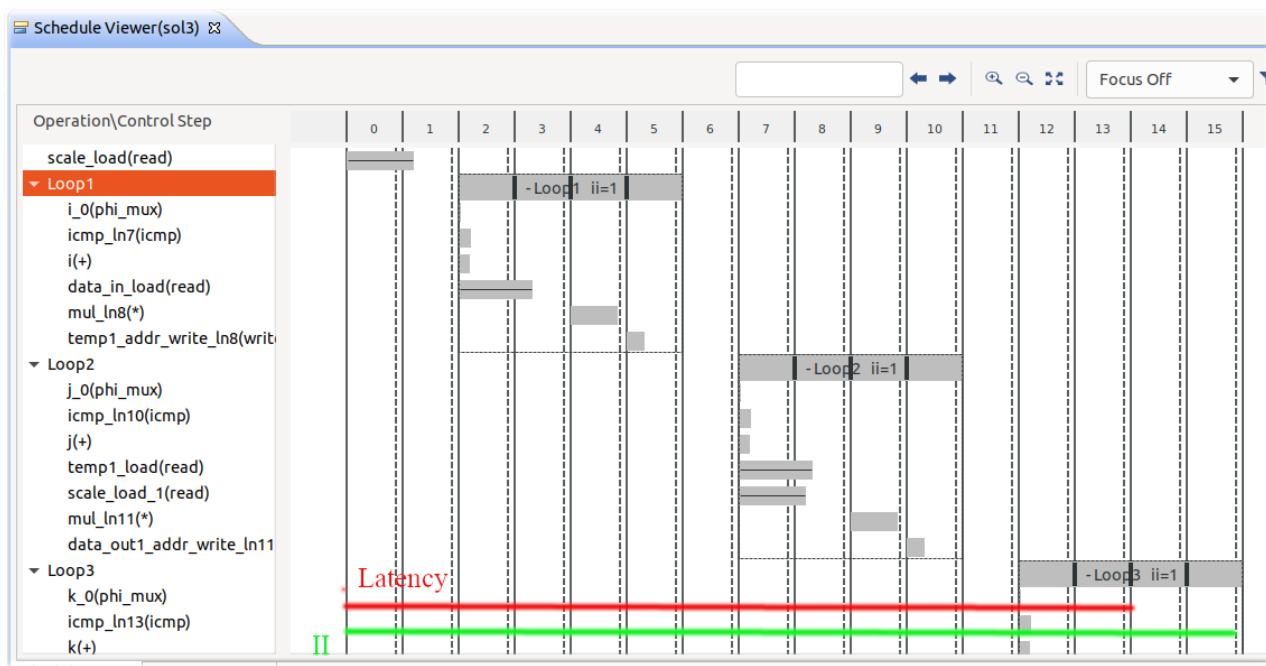 Schedule Viewer(sol3)
Focus Off
Operation\Control Step 0 1 2 3 4 5 6 7 8 9 10 11 12 13 14 15
scale_load(read)
Loop1 - Loop1 ii=1
i_0(phi_mux)
icmp_ln7(icmp)
i(+)
data_in_load(read)
mul_ln8(*)
temp1_addr_write_ln8(write
Loop2 - Loop2 ii=1
j_0(phi_mux)
icmp_ln10(icmp)
j(+)
temp1_load(read)
scale_load_1(read)
mul_ln11(*)
data_out1_addr_write_ln11
Loop3 - Loop3 ii=1
Latency
k_0(phi_mux)
icmp_ln13(icmp)
k(+)
II